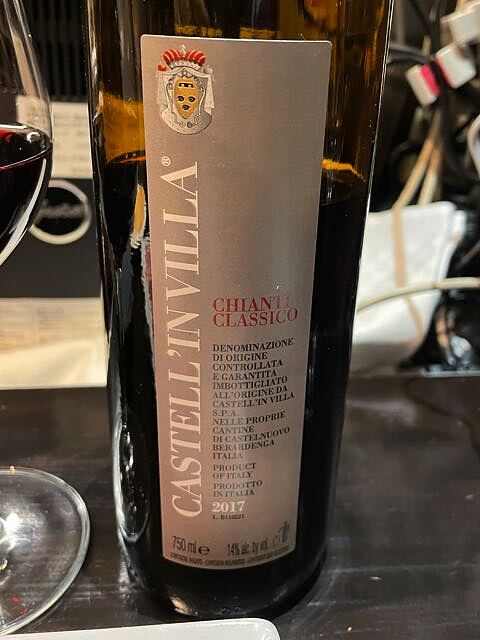 CASTELL'IN VILLA®
CHIANTI
CLASSICO
DENOMINAZIONE
DI ORIGINE
CONTROLLATA
E GARANTITA
IMBOTTIGLIATO
ALL'ORIGINE DA
CASTELL'IN VILLA
S.P.A.
NELLE PROPRIE
CANTINE
DI CASTELNUOVO
BERARDENGA
ITALIA
PRODUCT
OF ITALY
PRODOTTO
IN ITALIA
2017
750 ml e 14% alc. by vol.